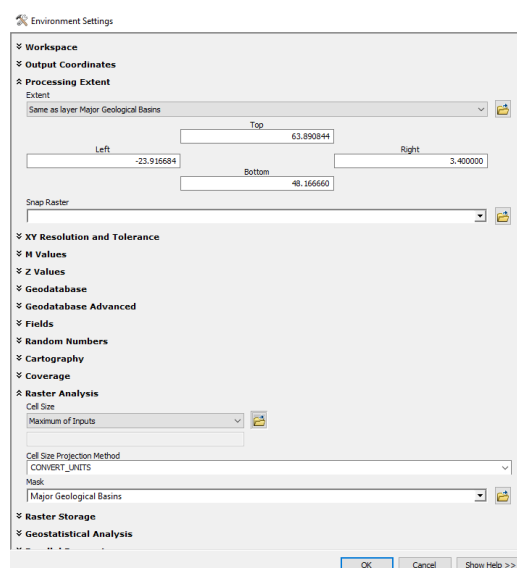 Environment Settings
Workspace
Output Coordinates
Processing Extent
Extent
Same as layer Major Geological Basins
Top
63.890844
Left
Right
-23.916684
3.400000
Bottom
48.166660
Snap Raster
XY Resolution and Tolerance
M Values
Z Values
Geodatabase
Geodatabase Advanced
Fields
Random Numbers
Cartography
Coverage
Raster Analysis
Cell Size
Maximum of Inputs
Cell Size Projection Method
CONVERT_UNITS
Mask
Major Geological Basins
Raster Storage
Geostatistical Analysis
OK
Cancel
Show Help >>